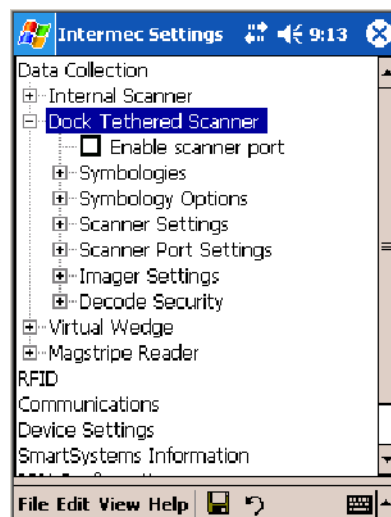 Intermec Settings 9:13
Data Collection
Internal Scanner
Dock Tethered Scanner
Enable scanner port
Symbologies
Symbology Options
Scanner Settings
Scanner Port Settings
Imager Settings
Decode Security
Virtual Wedge
Magstripe Reader
RFID
Communications
Device Settings
SmartSystems Information
File Edit View Help